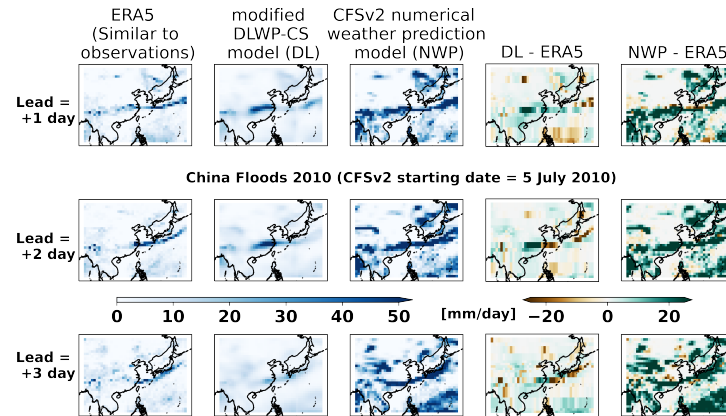 ERA5
(Similar to
observations)
modified
DLWP-CS
model (DL)
CFSv2 numerical
weather prediction
model (NWP)
DL - ERA5
NWP - ERA5
Lead =
+1 day
China Floods 2010 (CFSv2 starting date = 5 July 2010)
Lead =
+2 day
0 10 20 30 40 50 [mm/day] −20 0 20
Lead =
+3 day